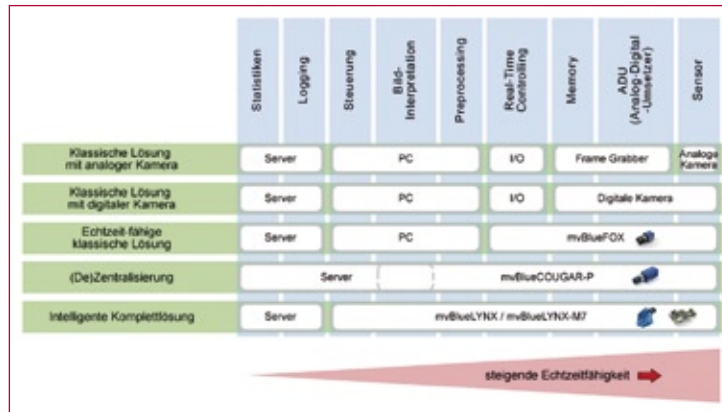 Statistiken
Logging
Steuerung
Bild-
Interpretation
Preprocessing
Real-Time
Controlling
Memory
ADU
(Analog-Digital
-Umsetzer)
Sensor
Klassische Lösung
mit analoger Kamera
Server
PC
I/O
Frame Grabber
Analoge
Kamera
Klassische Lösung
mit digitaler Kamera
Server
PC
I/O
Digitale Kamera
Echtzeit-fähige
klassische Lösung
Server
PC
mvBlueFOX
(De)Zentralisierung
Server
mvBlueCOUGAR-P
Intelligente Komplettlösung
Server
mvBlueLYNX / mvBlueLYNX-M7
steigende Echtzeitfähigkeit